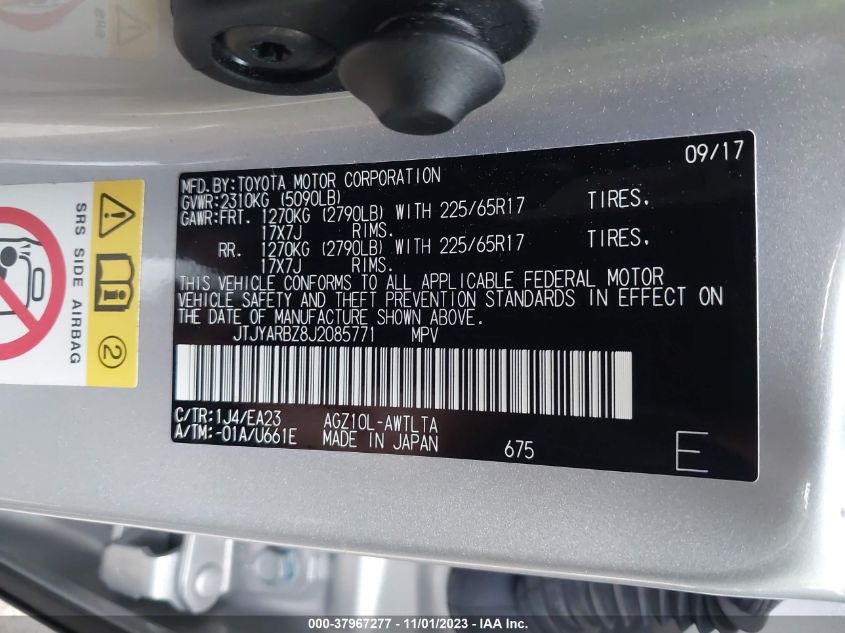 09/17
MFD.BY:TOYOTA MOTOR CORPORATION
GVWR:2310KG (5090LB)
GAWR:FRT. 1270KG (2790LB) WITH 225/65R17 TIRES,
17X7J RIMS.
RR. 1270KG (2790LB) WITH 225/65R17 TIRES,
17X7J RIMS.
THIS VEHICLE CONFORMS TO ALL APPLICABLE FEDERAL MOTOR
VEHICLE SAFETY AND THEFT PREVENTION STANDARDS IN EFFECT ON
THE DATE OF MANUFACTURE SHOWN ABOVE.
JTJYARBZ8J2085771 MPV
C/TR:1J4/EA23 AGZ10L-AWTLTA
A/TM:-01A/U661E MADE IN JAPAN 675 E
SRS SIDE AIRBAG
2
000-37967277 - 11/01/2023 - © IAA Inc.